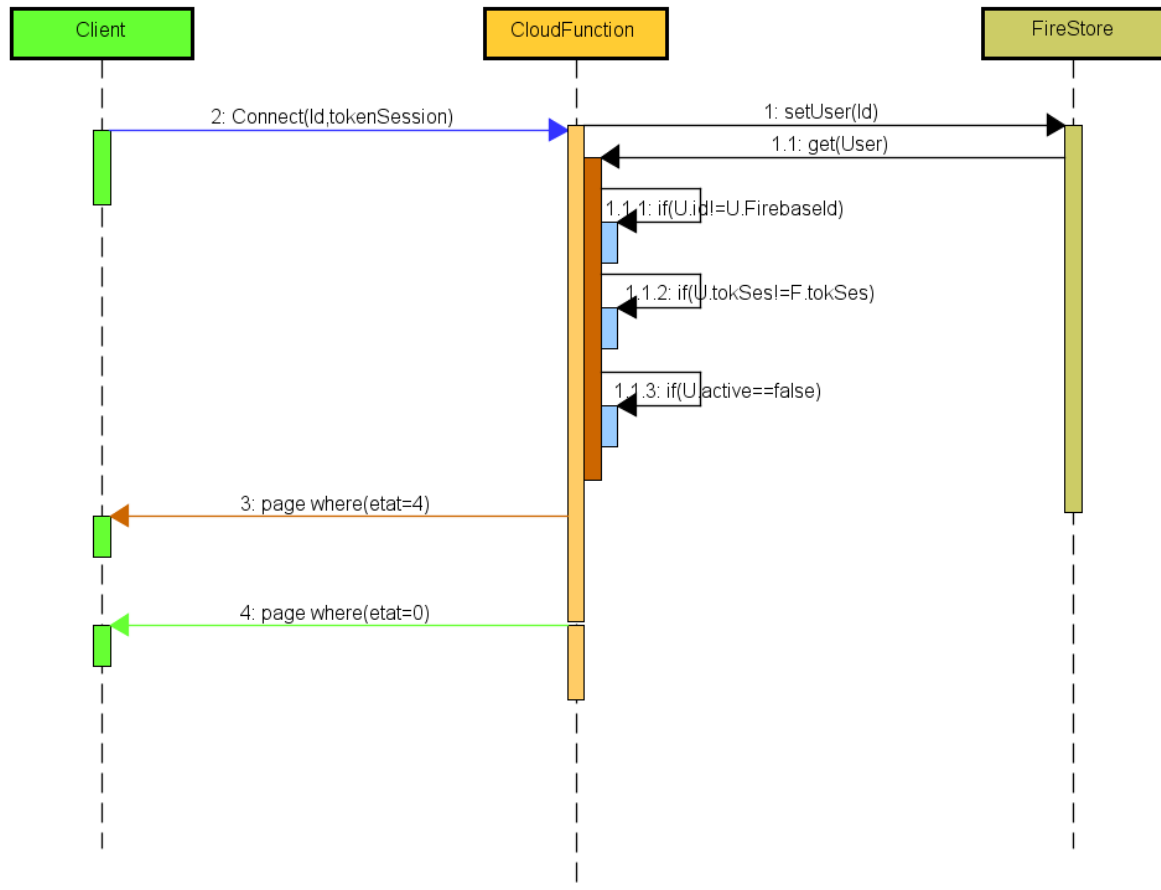 Client
CloudFunction
FireStore
2: Connect(Id,tokenSession)
1: setUser(Id)
1.1: get(User)
1.1.1: if(U.id!=U.FirebaseId)
1.1.2: if(U.tokSes!=F.tokSes)
1.1.3: if(U.active==false)
3: page where(etat=4)
4: page where(etat=0)